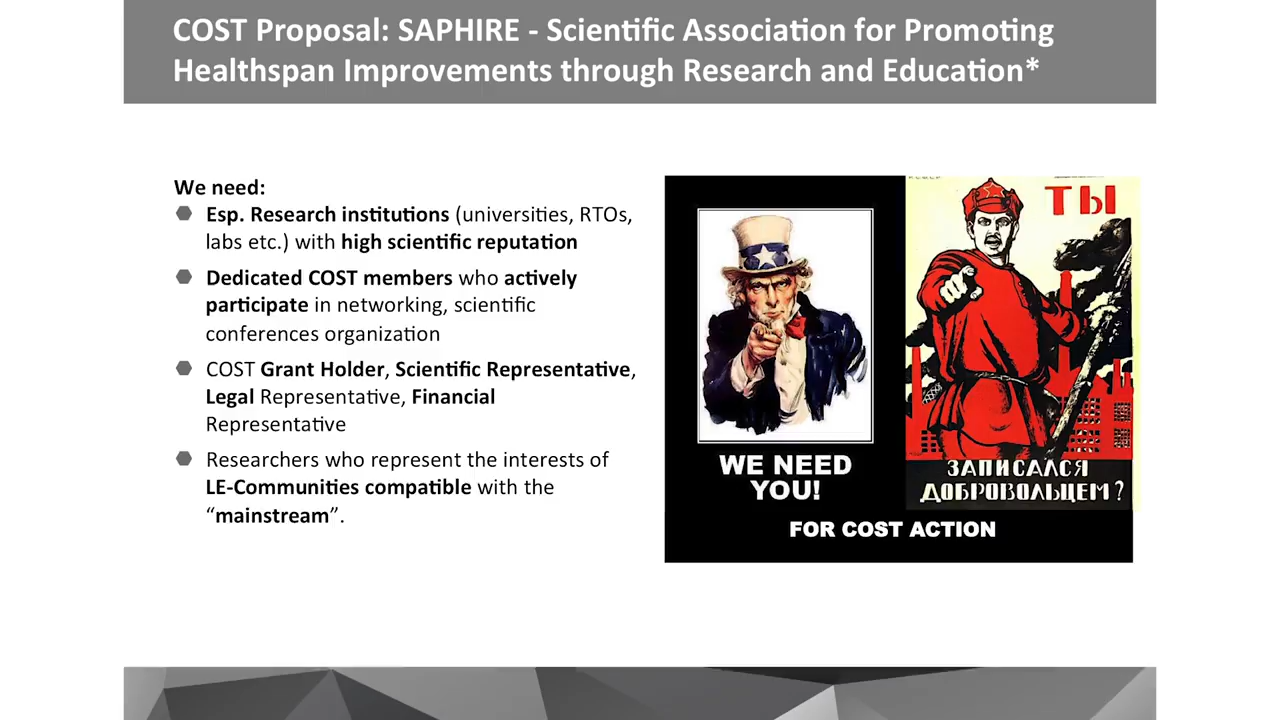 COST Proposal: SAPHIRE - Scientific Association for Promoting
Healthspan Improvements through Research and Education*
We need:
Esp. Research institutions (universities, RTOs,
labs etc.) with high scientific reputation
Dedicated COST members who actively
participate in networking, scientific
conferences organization
COST Grant Holder, Scientific Representative,
Legal Representative, Financial
Representative
Researchers who represent the interests of
LE-Communities compatible with the
“mainstream”.
WE NEED
YOU!
ТЫ
ЗАПИСАЛСЯ
ДОБРОВОЛЬЦЕМ?
FOR COST ACTION